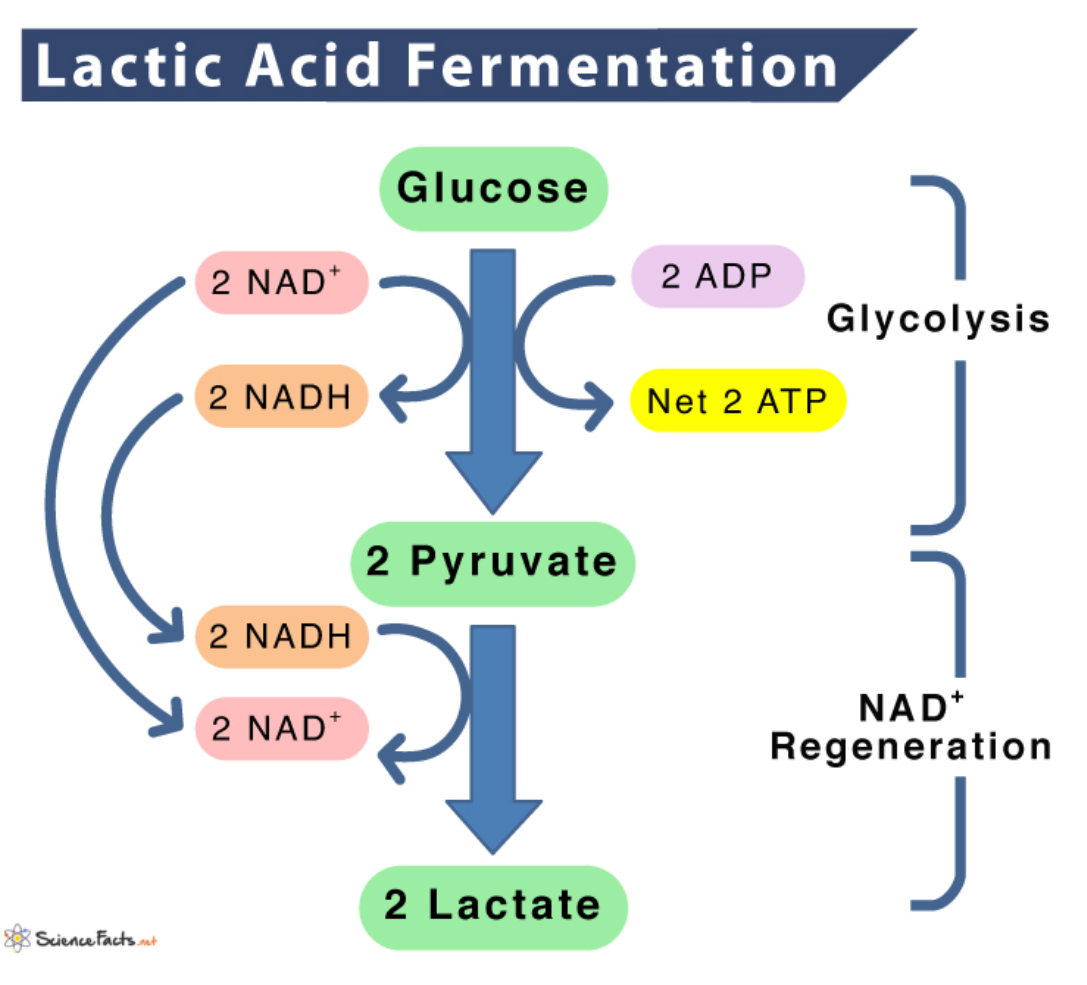 Lactic Acid Fermentation
Glucose
2 NAD⁺
2 ADP
Glycolysis
2 NADH
Net 2 ATP
2 Pyruvate
2 NADH
2 NAD⁺
NAD⁺
Regeneration
2 Lactate
ScienceFacts.net